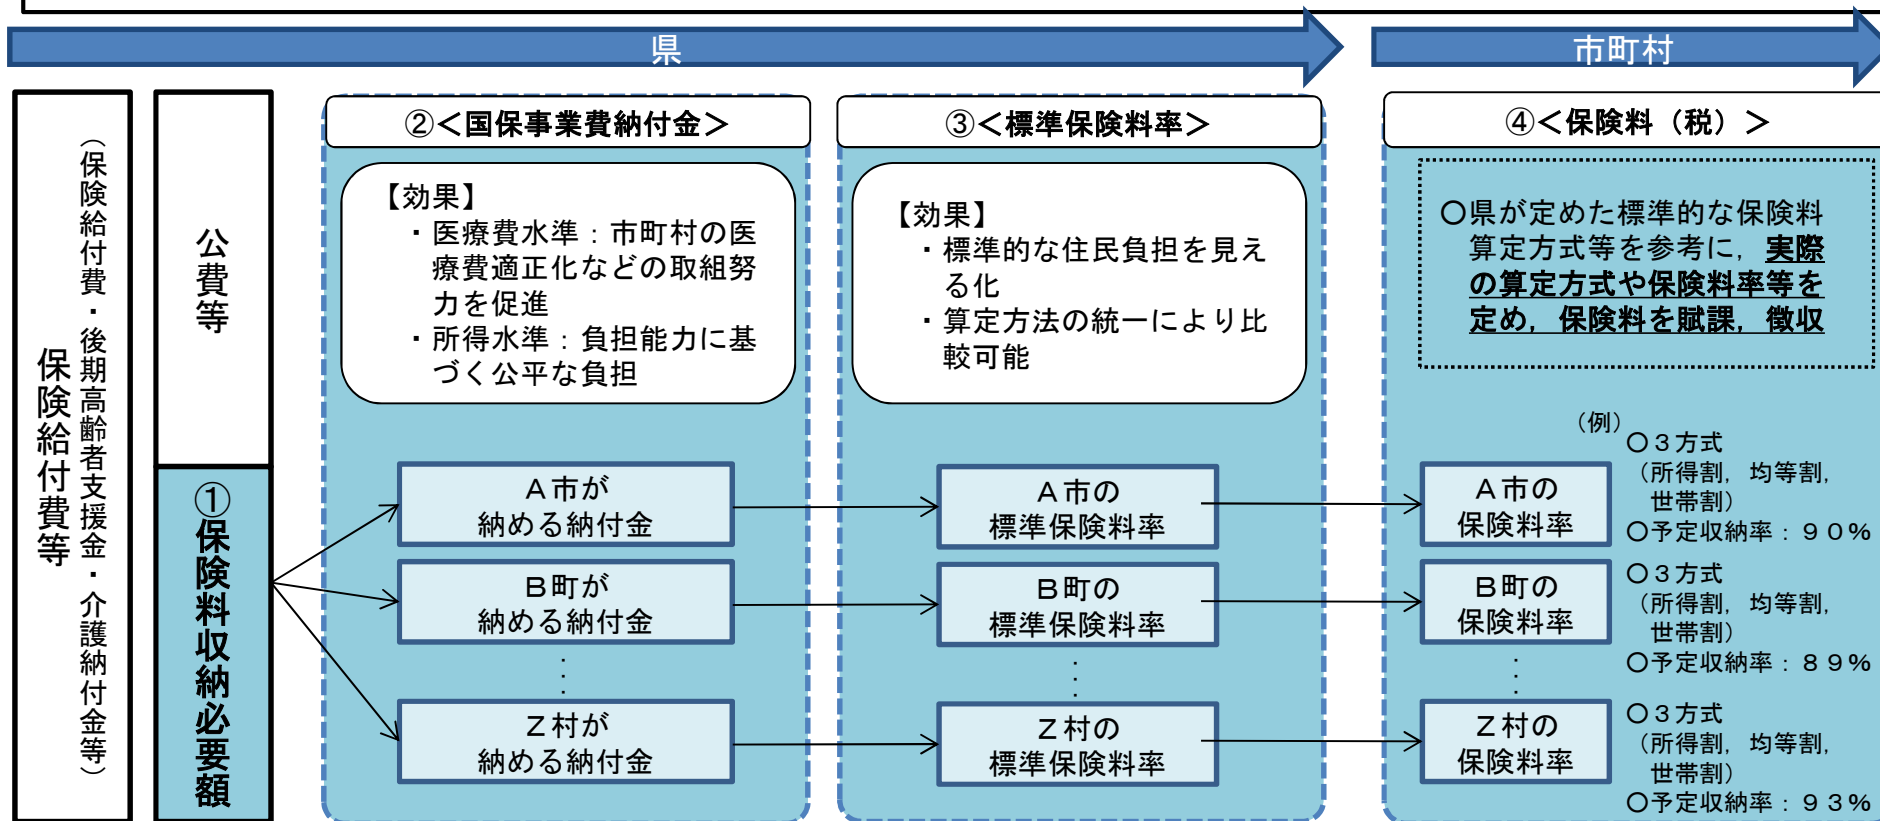 県
市町村
保険給付費等
（保険給付費・後期高齢者支援金・介護納付金等）
公費等
①保険料収納必要額
②＜国保事業費納付金＞
【効果】
・医療費水準：市町村の医
療費適正化などの取組努
力を促進
・所得水準：負担能力に基
づく公平な負担
A市が
納める納付金
B町が
納める納付金
：
Z村が
納める納付金
③＜標準保険料率＞
【効果】
・標準的な住民負担を見え
る化
・算定方法の統一により比
較可能
A市の
標準保険料率
B町の
標準保険料率
：
Z村の
標準保険料率
④＜保険料（税）＞
○県が定めた標準的な保険料
算定方式等を参考に，実際
の算定方式や保険料率等を
定め，保険料を賦課，徴収
（例）
A市の
保険料率
○３方式
（所得割，均等割，
世帯割）
○予定収納率：９０％
B町の
保険料率
○３方式
（所得割，均等割，
世帯割）
○予定収納率：８９％
：
Z村の
保険料率
○３方式
（所得割，均等割，
世帯割）
○予定収納率：９３％